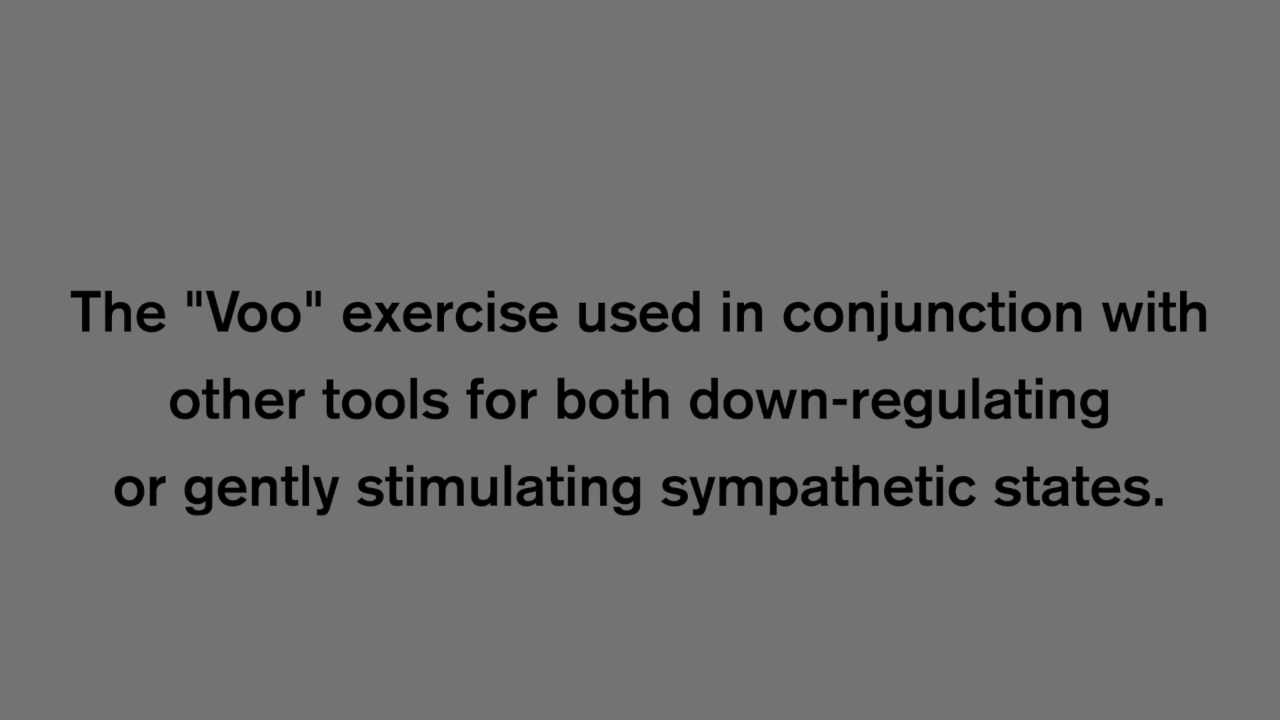 The "Voo" exercise used in conjunction with
other tools for both down-regulating
or gently stimulating sympathetic states.